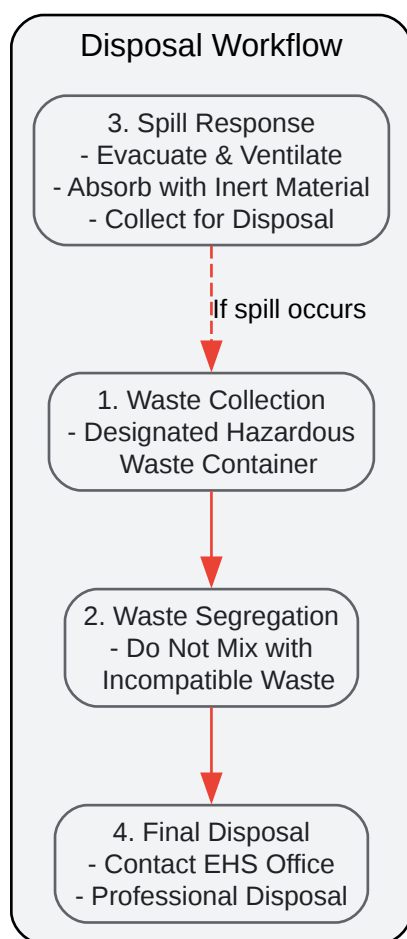 Disposal Workflow
3. Spill Response
- Evacuate & Ventilate
- Absorb with Inert Material
- Collect for Disposal
If spill occurs
1. Waste Collection
- Designated Hazardous
Waste Container
2. Waste Segregation
- Do Not Mix with
Incompatible Waste
4. Final Disposal
- Contact EHS Office
- Professional Disposal